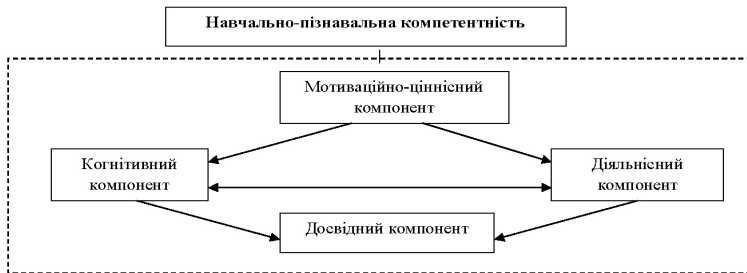 Навчально-пізнавальна компетентність
Мотиваційно-ціннісний
компонент
Когнітивний
компонент
Діяльнісний
компонент
Досвідний компонент